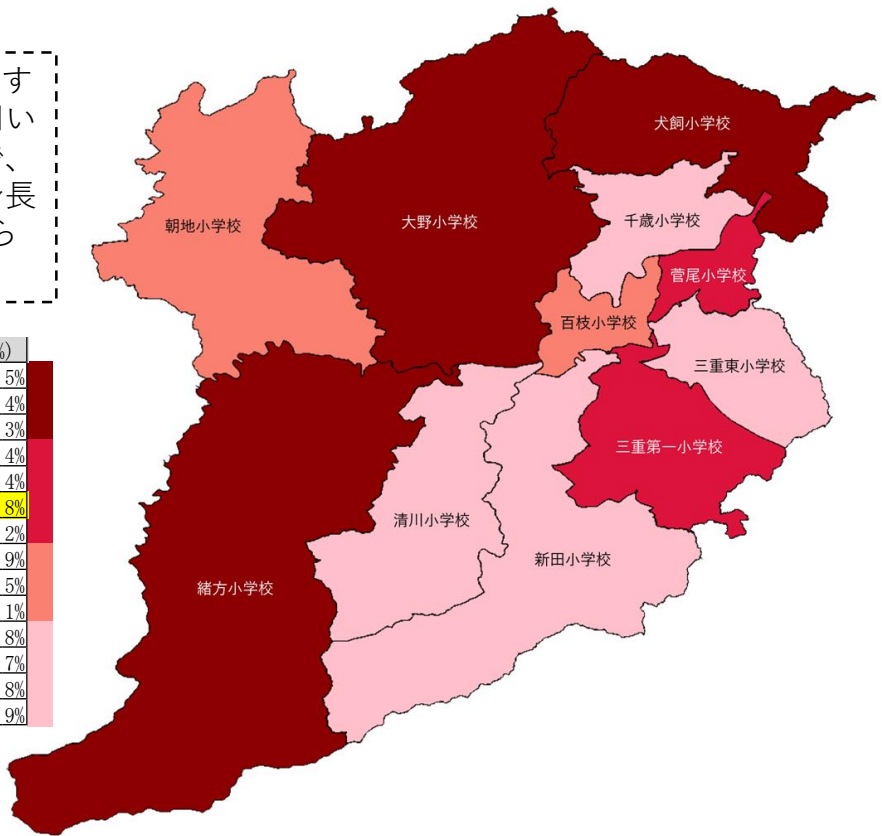 す
い
、
長
ら
%)
5%
4%
3%
4%
4%
8%
2%
9%
5%
1%
8%
7%
8%
9%
犬飼小学校
千歳小学校
大野小学校
朝地小学校
菅尾小学校
百枝小学校
三重東小学校
三重第一小学校
清川小学校
新田小学校
緒方小学校